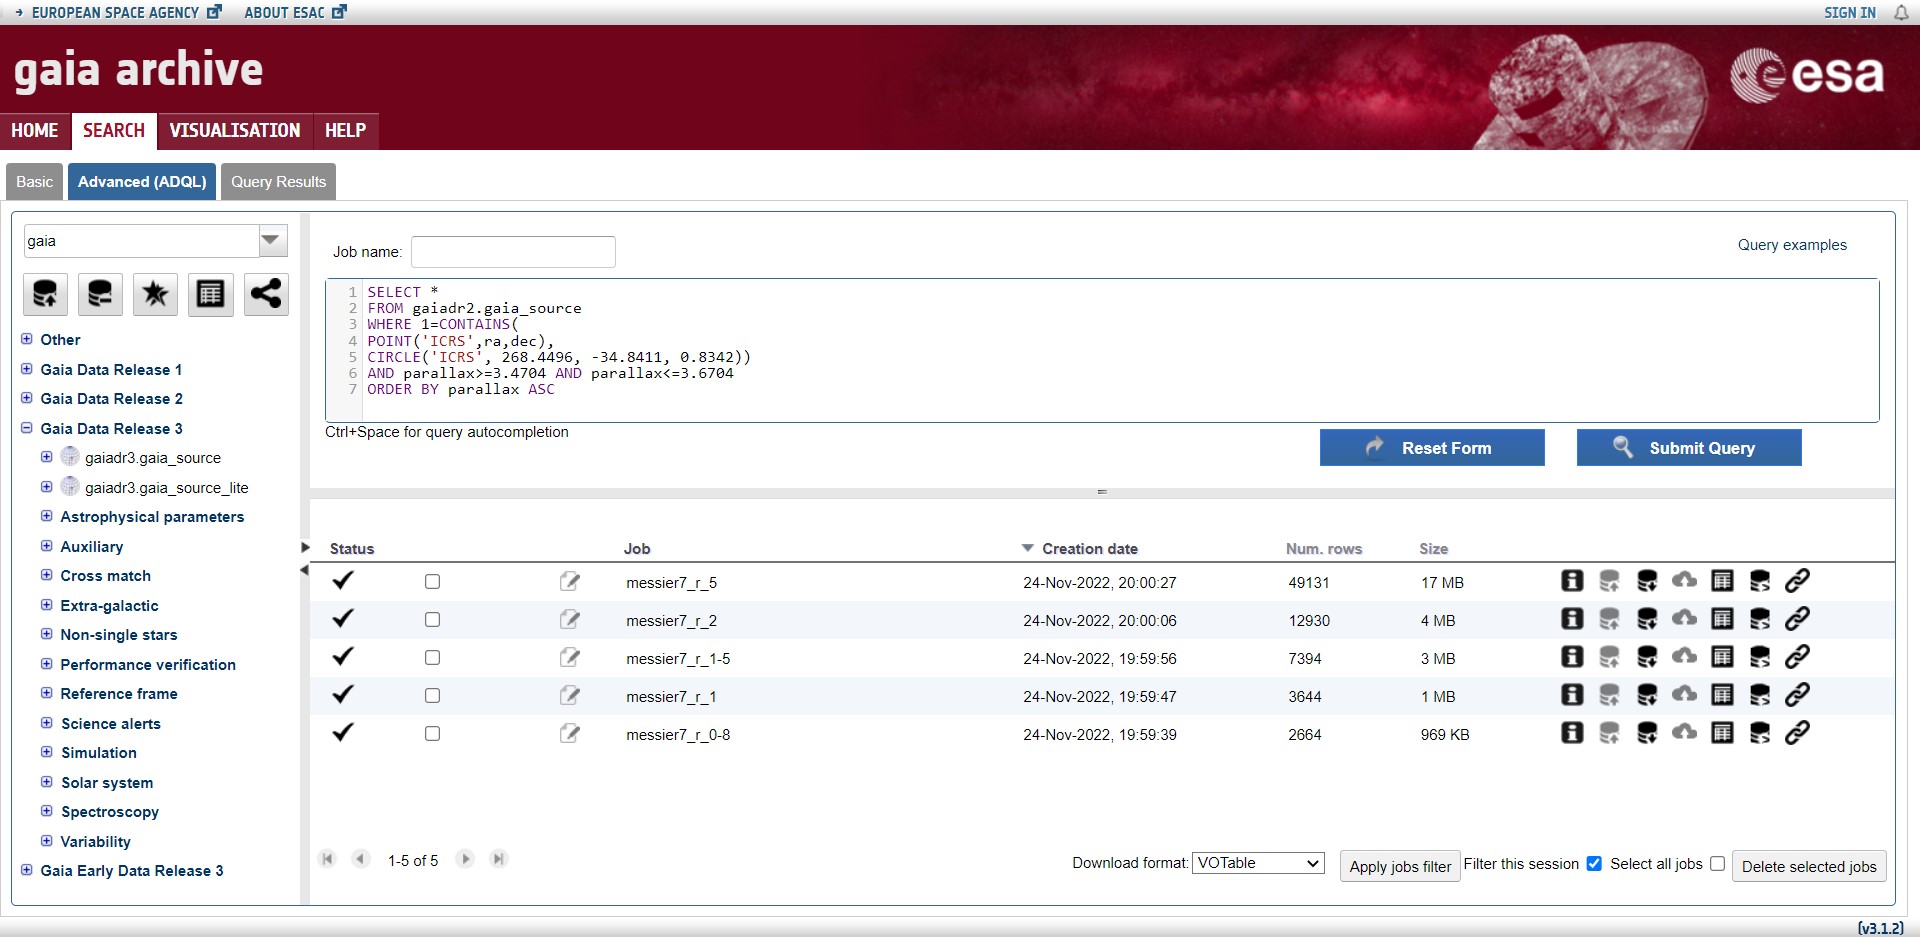 EUROPEAN SPACE AGENCY ABOUT ESAC SIGN IN
gaia archive
esa
HOME SEARCH VISUALISATION HELP
Basic Advanced (ADQL) Query Results
gaia
Job name:
Query examples
1 SELECT *
2 FROM gaiadr2.gaia_source
3 WHERE 1=CONTAINS(
4 POINT('ICRS',ra,dec),
5 CIRCLE('ICRS', 268.4496, -34.8411, 0.8342))
6 AND parallax>=3.4704 AND parallax<=3.6704
7 ORDER BY parallax ASC
Ctrl+Space for query autocompletion
Reset Form Submit Query
Other
Gaia Data Release 1
Gaia Data Release 2
Gaia Data Release 3
gaiadr3.gaia_source
gaiadr3.gaia_source_lite
Astrophysical parameters
Auxiliary
Cross match
Extra-galactic
Non-single stars
Performance verification
Reference frame
Science alerts
Simulation
Solar system
Spectroscopy
Variability
Gaia Early Data Release 3
Status Job Creation date Num. rows Size
messier7_r_5 24-Nov-2022, 20:00:27 49131 17 MB
messier7_r_2 24-Nov-2022, 20:00:06 12930 4 MB
messier7_r_1-5 24-Nov-2022, 19:59:56 7394 3 MB
messier7_r_1 24-Nov-2022, 19:59:47 3644 1 MB
messier7_r_0-8 24-Nov-2022, 19:59:39 2664 969 KB
1-5 of 5
Download format: VOTable Apply jobs filter Filter this session Select all jobs Delete selected jobs
(v3.1.2)